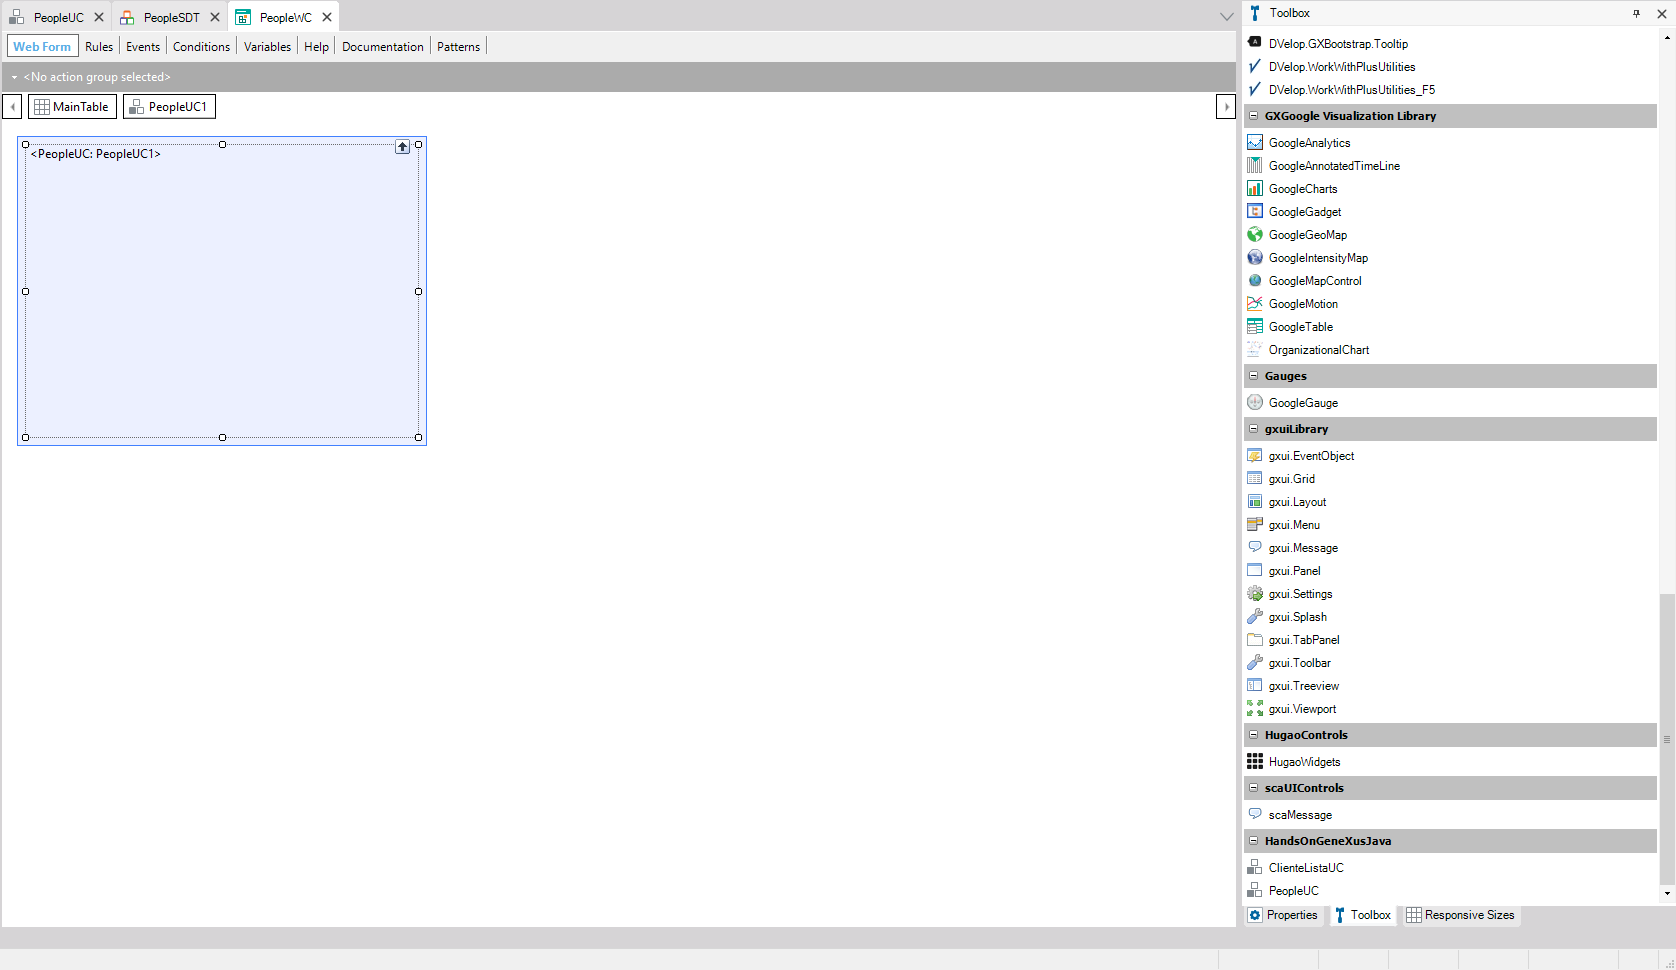 PeopleUC
PeopleSDT
PeopleWC
Web Form
Rules
Events
Conditions
Variables
Help
Documentation
Patterns
<No action group selected>
MainTable
PeopleUC1
<PeopleUC: PeopleUC1>
Toolbox
DVelop.GXBootstrap.Tooltip
DVelop.WorkWithPlusUtilities
DVelop.WorkWithPlusUtilities_F5
GXGoogle Visualization Library
GoogleAnalytics
GoogleAnnotatedTimeLine
GoogleCharts
GoogleGadget
GoogleGeoMap
GoogleIntensityMap
GoogleMapControl
GoogleMotion
GoogleTable
OrganizationalChart
Gauges
GoogleGauge
gxuiLibrary
gxui.EventObject
gxui.Grid
gxui.Layout
gxui.Menu
gxui.Message
gxui.Panel
gxui.Settings
gxui.Splash
gxui.TabPanel
gxui.Toolbar
gxui.Treeview
gxui.Viewport
HugaoControls
HugaoWidgets
scaUIControls
scaMessage
HandsOnGeneXusJava
ClienteListaUC
PeopleUC
Properties
Toolbox
Responsive Sizes